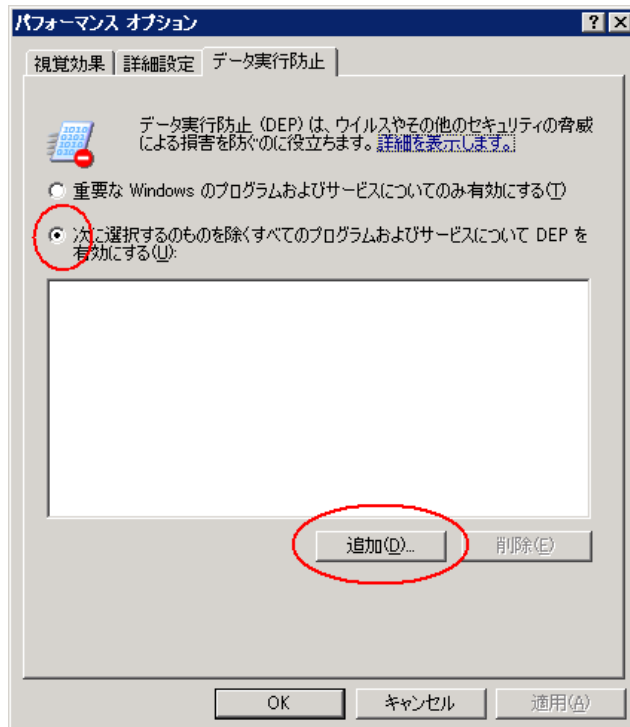 パフォーマンス オプション
視覚効果 詳細設定 データ実行防止
データ実行防止 (DEP) は、ウイルスやその他のセキュリティの脅威
による損害を防ぐのに役立ちます。詳細を表示します。
重要な Windows のプログラムおよびサービスについてのみ有効にする(T)
次に選択するのものを除くすべてのプログラムおよびサービスについて DEP を
有効にする(U):
追加(D)... 削除(E)
OK キャンセル 適用(A)